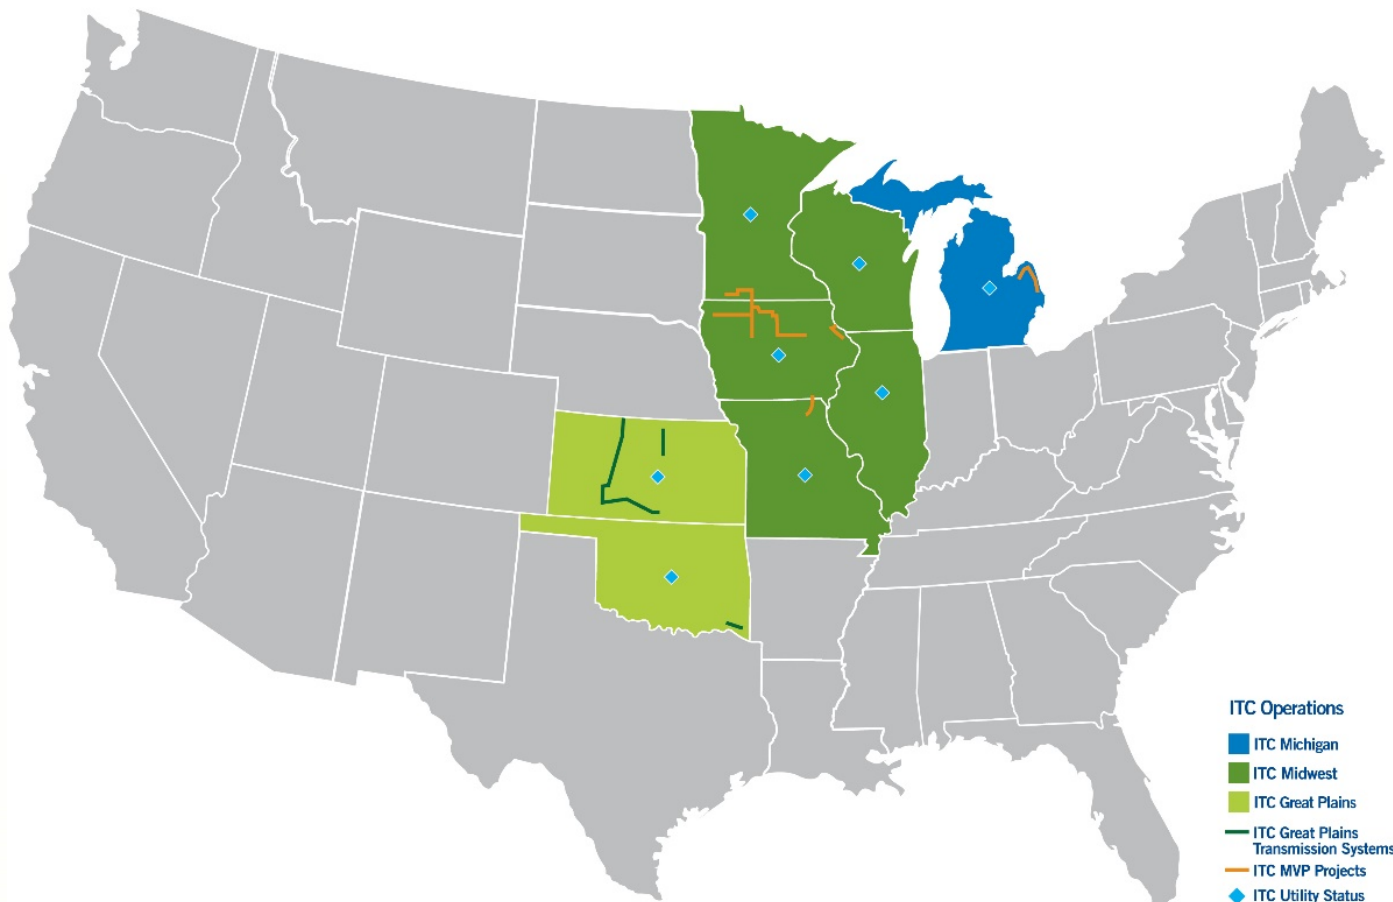 ITC Operations
ITC Michigan
ITC Midwest
ITC Great Plains
ITC Great Plains
Transmission Systems
ITC MVP Projects
ITC Utility Status